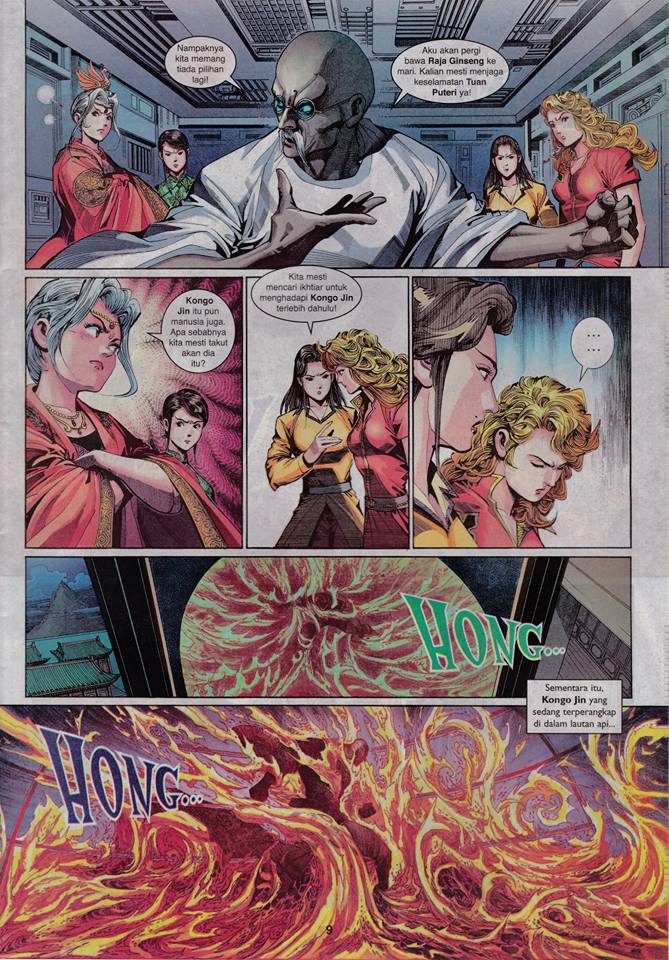 Nampaknya
kita memang
tiada pilihan
lagi!
Aku akan pergi
bawa Raja Ginseng ke
mari. Kalian mesti menjaga
keselamatan Tuan
Puteri ya!
Kongo
Jin itu pun
manusia juga.
Apa sebabnya
kita mesti takut
akan dia
itu?
Kita mesti
mencari ikhtiar untuk
menghadapi Kongo Jin
terlebih dahulu!
...
...
HONG...
Sementara itu,
Kongo Jin yang
sedang terperangkap
di dalam lautan api...
HONG...
9